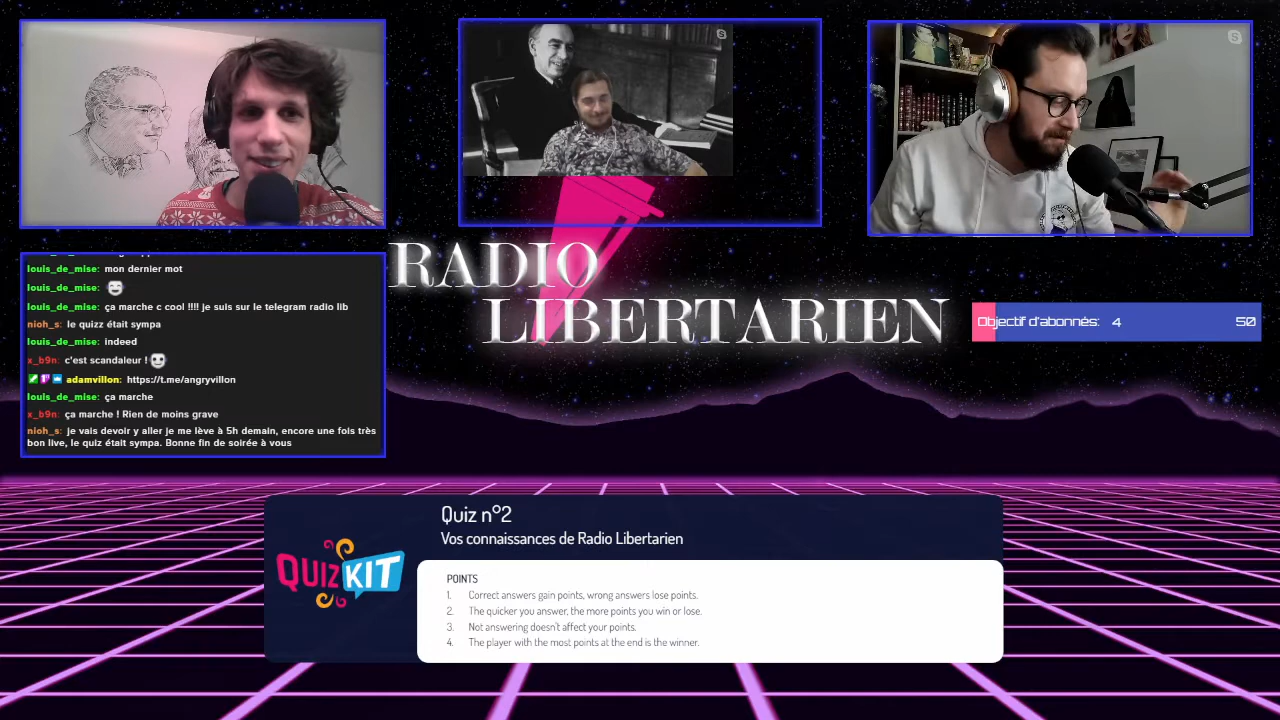 RADIO
LIBERTARIEN
louis_de_mise: mon dernier mot
louis_de_mise:
louis_de_mise: ça marche c cool !!!! je suis sur le telegram radio lib
nioh_s: le quizz était sympa
louis_de_mise: indeed
x_b9n: c'est scandaleur !
adamvillon: https://t.me/angryvillon
louis_de_mise: ça marche
x_b9n: ça marche ! Rien de moins grave
nioh_s: je vais devoir y aller je me lève à 5h demain, encore une fois très
bon live, le quiz était sympa. Bonne fin de soirée à vous
Objectif d'abonnés: 4 50
QUIZKIT
Quiz n°2
Vos connaissances de Radio Libertarien
POINTS
1. Correct answers gain points, wrong answers lose points.
2. The quicker you answer, the more points you win or lose.
3. Not answering doesn't affect your points.
4. The player with the most points at the end is the winner.